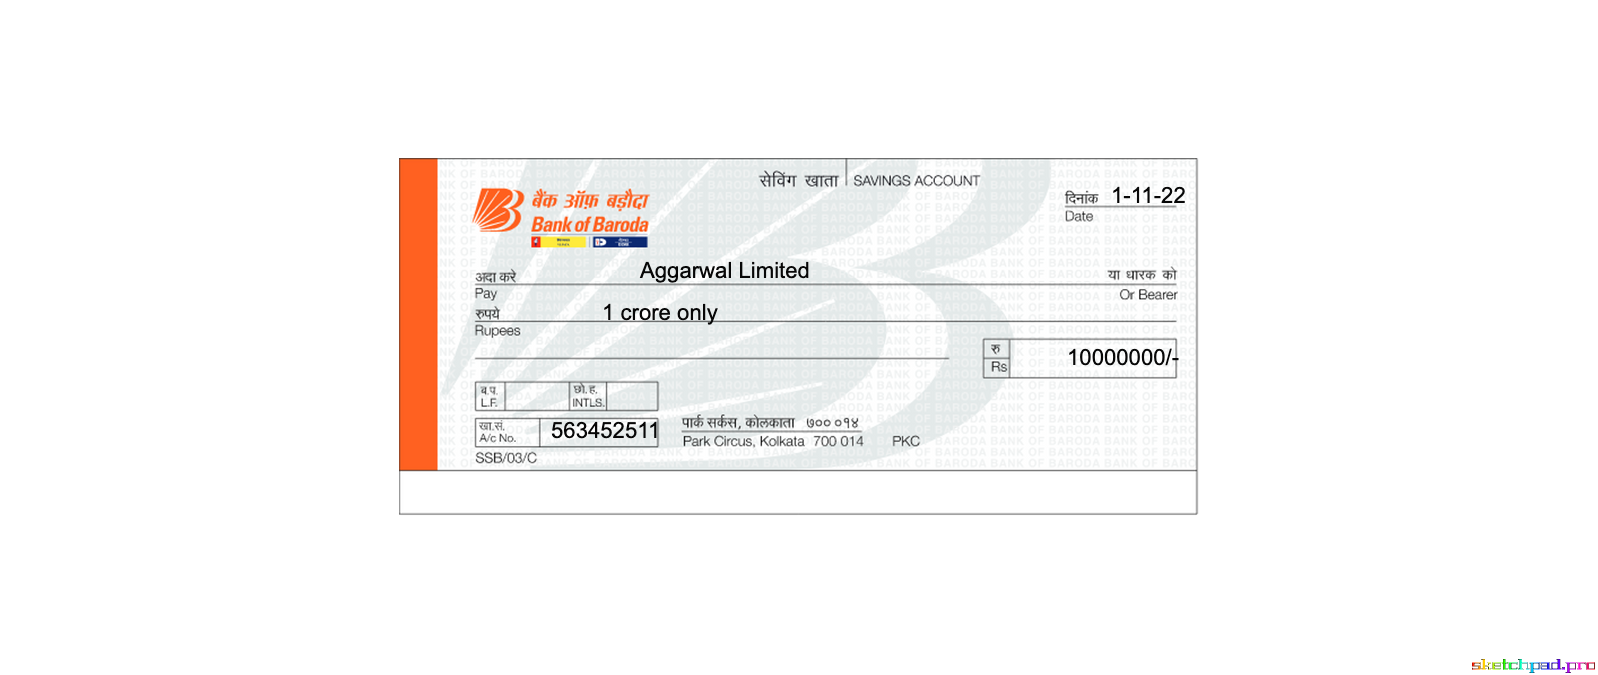 सेविंग खाता SAVINGS ACCOUNT
बैंक ऑफ़ बड़ौदा
Bank of Baroda
दिनांक 1-11-22
Date
अदा करे Aggarwal Limited या धारक को
Pay Or Bearer
रुपये 1 crore only
Rupees
रु
Rs 10000000/-
ब.प. छो.ह.
L.F. INTLS.
खा.सं.
A/c No. 563452511
पार्क सर्कस, कोलकाता ७०० ०१४
Park Circus, Kolkata 700 014 PKC
SSB/03/C
sketchpad.pro